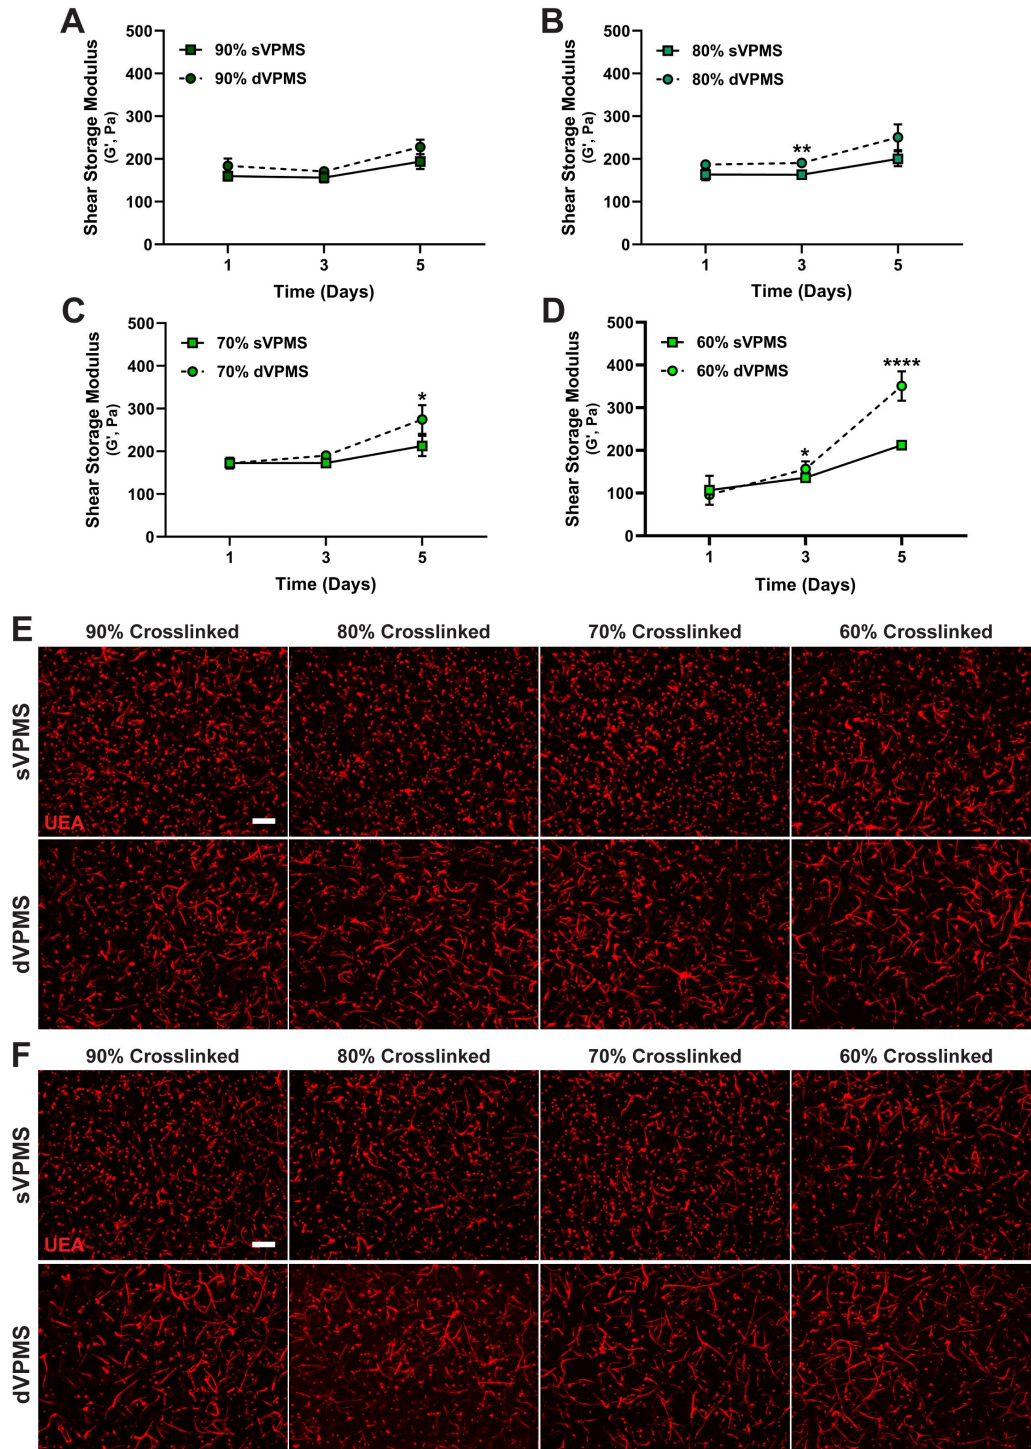 A
500
400
300
200
100
0
90% sVPMS
90% dVPMS
Shear Storage Modulus
(G', Pa)
1 3 5
Time (Days)
B
500
400
300
200
100
0
80% sVPMS
80% dVPMS
**
Shear Storage Modulus
(G', Pa)
1 3 5
Time (Days)
C
500
400
300
200
100
0
70% sVPMS
70% dVPMS
*
Shear Storage Modulus
(G', Pa)
1 3 5
Time (Days)
D
500
400
300
200
100
0
60% sVPMS
60% dVPMS
*
****
Shear Storage Modulus
(G', Pa)
1 3 5
Time (Days)
E
90% Crosslinked 80% Crosslinked 70% Crosslinked 60% Crosslinked
sVPMS
UEA
dVPMS
F
90% Crosslinked 80% Crosslinked 70% Crosslinked 60% Crosslinked
sVPMS
UEA
dVPMS